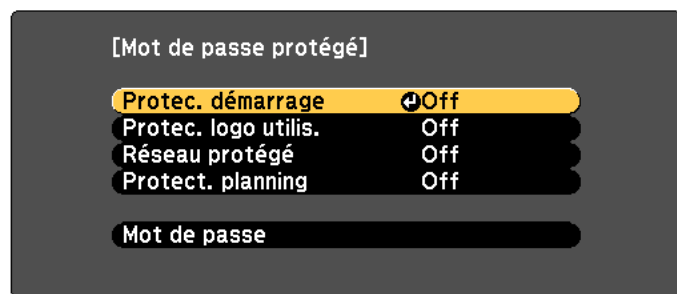 [Mot de passe protégé]
Protec. démarrage Off
Protec. logo utilis. Off
Réseau protégé Off
Protect. planning Off
Mot de passe